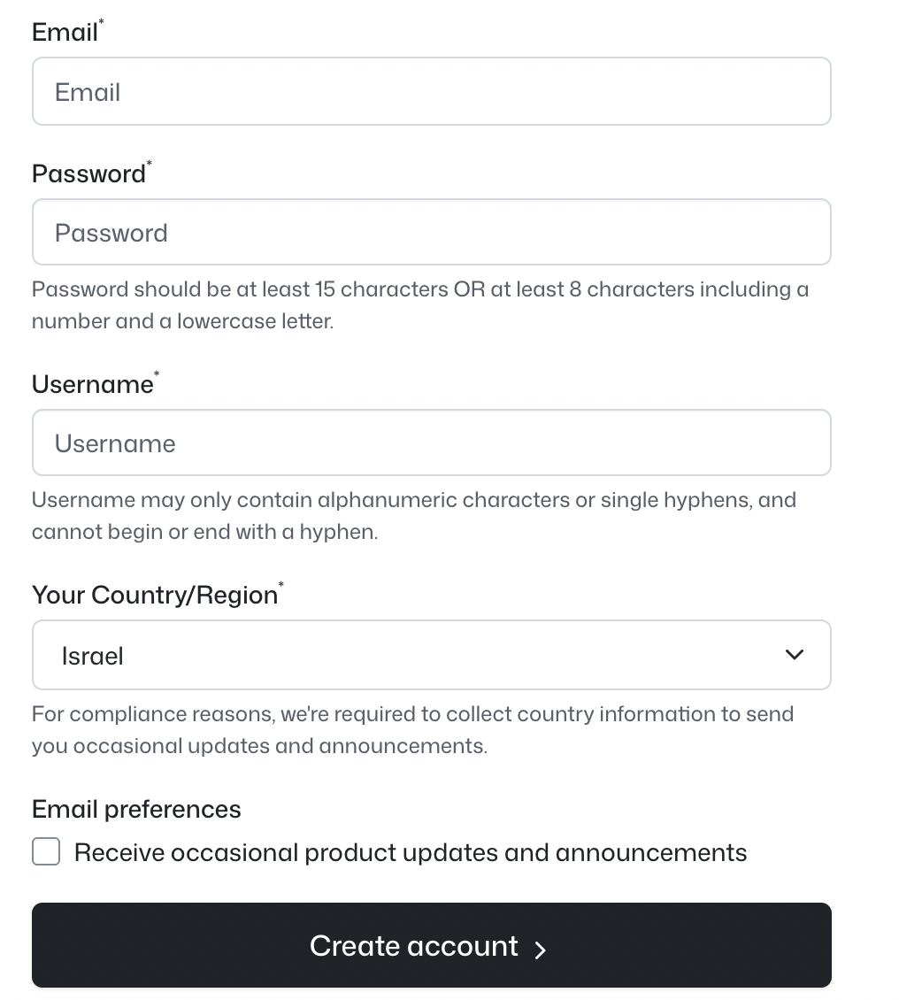 Email*
Email
Password*
Password
Password should be at least 15 characters OR at least 8 characters including a
number and a lowercase letter.
Username*
Username
Username may only contain alphanumeric characters or single hyphens, and
cannot begin or end with a hyphen.
Your Country/Region*
Israel
For compliance reasons, we're required to collect country information to send
you occasional updates and announcements.
Email preferences
Receive occasional product updates and announcements
Create account